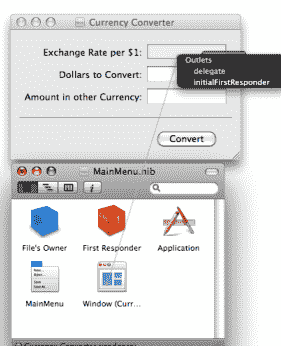 Currency Converter
Exchange Rate per $1:
Outlets
delegate
initialFirstResponder
Dollars to Convert:
Amount in other Currency:
Convert
MainMenu.nib
File's Owner
First Responder
Application
MainMenu
Window (Curr...